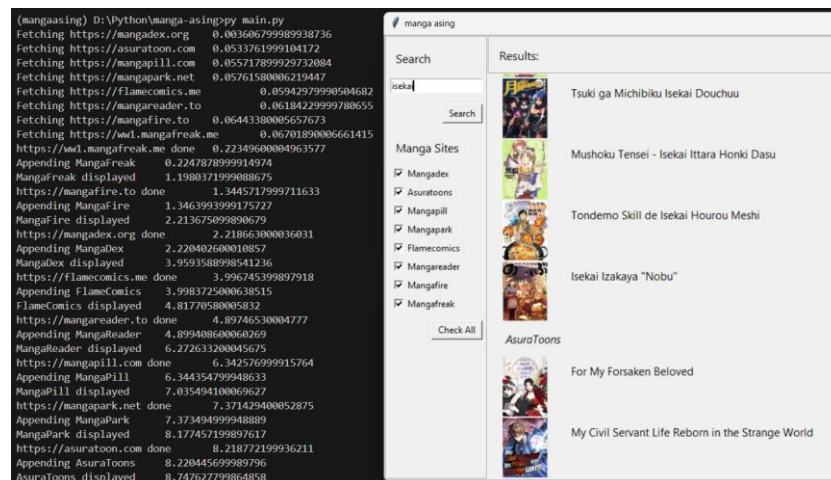 (mangaasing) D:\Python\manga-asing>py main.py
Fetching https://mangadex.org 0.003606799989938736
Fetching https://asuratoon.com 0.0533761999104172
Fetching https://mangapill.com 0.055717899929732084
Fetching https://mangapark.net 0.05761580006219447
Fetching https://flamecomics.me 0.05942979990504682
Fetching https://mangareader.to 0.06184229999780655
Fetching https://mangafire.to 0.06443380005657673
Fetching https://ww1.mangafreak.me 0.06701890006661415
https://ww1.mangafreak.me done 0.22349600004963577
Appending MangaFreak 0.2247878999914974
MangaFreak displayed 1.1980371999088675
https://mangafire.to done 1.3445717999711633
Appending MangaFire 1.3463993999175727
MangaFire displayed 2.213675099890679
https://mangadex.org done 2.218663000036031
Appending MangaDex 2.220402600010857
MangaDex displayed 3.9593588998541236
https://flamecomics.me done 3.996745399897918
Appending FlameComics 3.9983725000638515
FlameComics displayed 4.81770580005832
https://mangareader.to done 4.89746530004777
Appending MangaReader 4.899408600060269
MangaReader displayed 6.272633200045675
https://mangapill.com done 6.342576999915764
Appending MangaPill 6.344354799948633
MangaPill displayed 7.035494100069627
https://mangapark.net done 7.371429400052875
Appending MangaPark 7.373494999948889
MangaPark displayed 8.177457199897617
https://asuratoon.com done 8.218772199936211
Appending AsuraToons 8.220445699989796
AsuraToons displayed 8.747627799864858
manga asing
Search
isekai
Search
Manga Sites
Mangadex
Asuratoons
Mangapill
Mangapark
Flamecomics
Mangareader
Mangafire
Mangafreak
Check All
Results:
Tsuki ga Michibiku Isekai Douchuu
Mushoku Tensei - Isekai Ittara Honki Dasu
Tondemo Skill de Isekai Hourou Meshi
Isekai Izakaya "Nobu"
AsuraToons
For My Forsaken Beloved
My Civil Servant Life Reborn in the Strange World